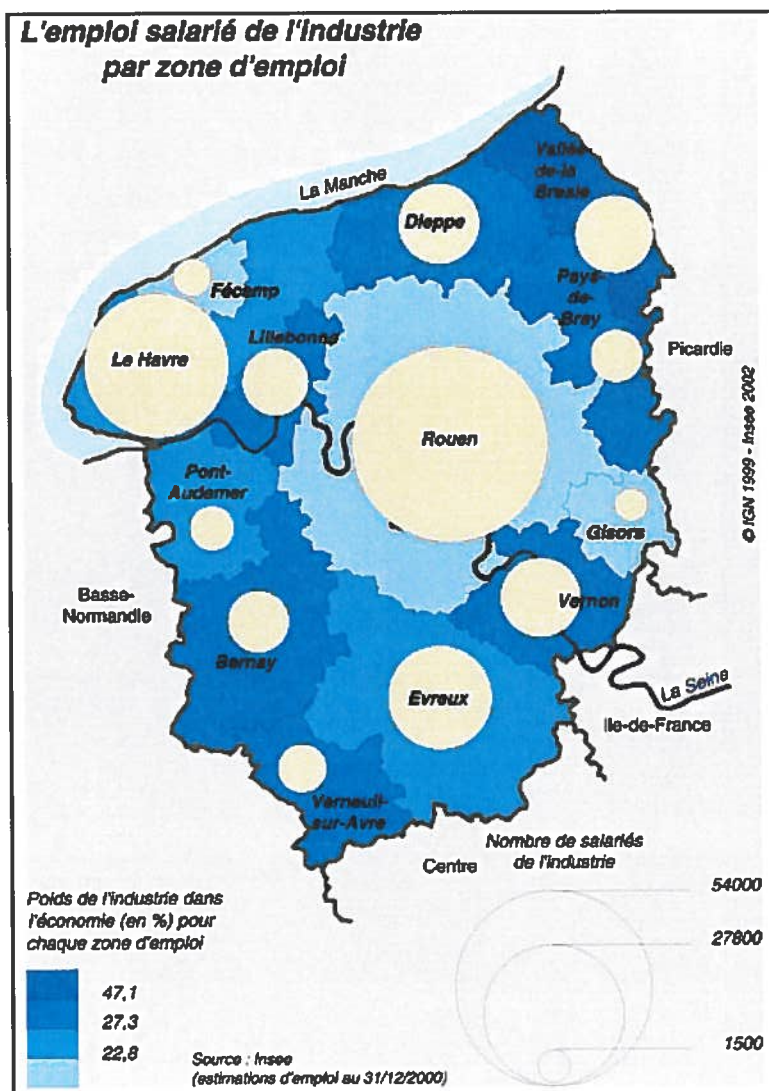 L'emploi salarié de l'industrie
par zone d'emploi
La Manche
Vallée-
de-la
Bresle
Dieppe
Fécamp
Pays-
de-
Bray
Lillebonne
Le Havre
Picardie
Rouen
© IGN 1999 - Insee 2002
Pont-
Audemer
Gisors
Basse-
Normandie
Vernon
Bernay
La Seine
Evreux
Ile-de-France
Verneuil-
sur-Avre
Centre
Nombre de salariés
de l'industrie
54000
27800
1500
Poids de l'industrie dans
l'économie (en %) pour
chaque zone d'emploi
47,1
27,3
22,8
Source : Insee
(estimations d'emploi au 31/12/2000)